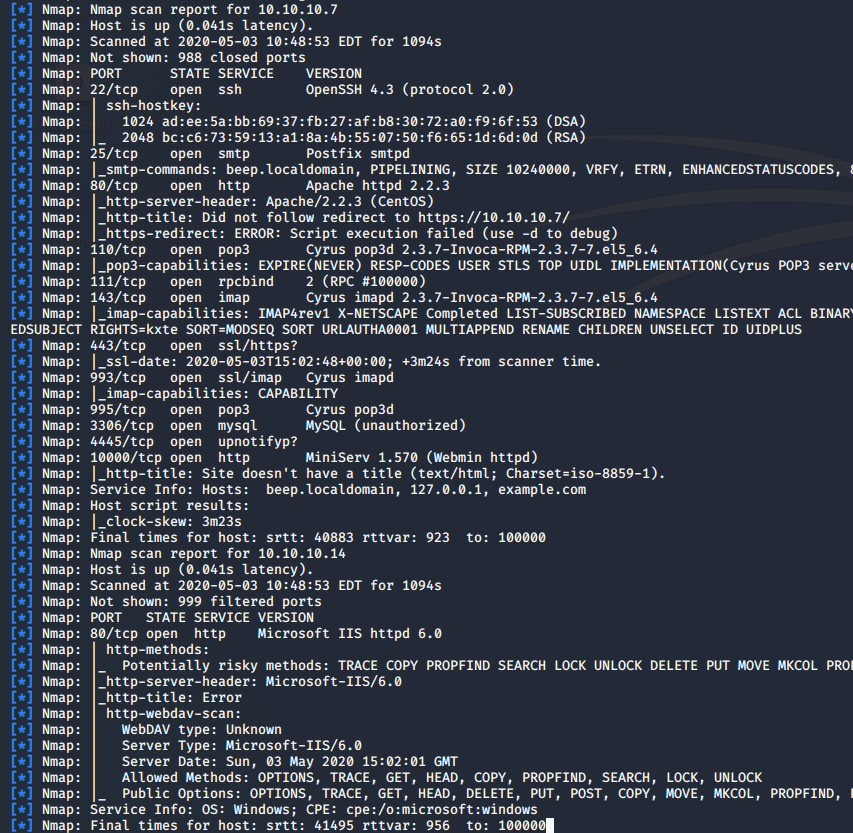 [*] Nmap: Nmap scan report for 10.10.10.7
[*] Nmap: Host is up (0.041s latency).
[*] Nmap: Scanned at 2020-05-03 10:48:53 EDT for 1094s
[*] Nmap: Not shown: 988 closed ports
[*] Nmap: PORT      STATE SERVICE    VERSION
[*] Nmap: 22/tcp    open  ssh        OpenSSH 4.3 (protocol 2.0)
[*] Nmap: | ssh-hostkey:
[*] Nmap: |   1024 ad:ee:5a:bb:69:37:fb:27:af:b8:30:72:a0:f9:6f:53 (DSA)
[*] Nmap: |_  2048 bc:c6:73:59:13:a1:8a:4b:55:07:50:f6:65:1d:6d:0d (RSA)
[*] Nmap: 25/tcp    open  smtp       Postfix smtpd
[*] Nmap: |_smtp-commands: beep.localdomain, PIPELINING, SIZE 10240000, VRFY, ETRN, ENHANCEDSTATUSCODES, 8
[*] Nmap: 80/tcp    open  http       Apache httpd 2.2.3
[*] Nmap: |_http-server-header: Apache/2.2.3 (CentOS)
[*] Nmap: |_http-title: Did not follow redirect to https://10.10.10.7/
[*] Nmap: |_https-redirect: ERROR: Script execution failed (use -d to debug)
[*] Nmap: 110/tcp   open  pop3       Cyrus pop3d 2.3.7-Invoca-RPM-2.3.7-7.el5_6.4
[*] Nmap: |_pop3-capabilities: EXPIRE(NEVER) RESP-CODES USER STLS TOP UIDL IMPLEMENTATION(Cyrus POP3 serve
[*] Nmap: 111/tcp   open  rpcbind    2 (RPC #100000)
[*] Nmap: 143/tcp   open  imap       Cyrus imapd 2.3.7-Invoca-RPM-2.3.7-7.el5_6.4
[*] Nmap: |_imap-capabilities: IMAP4rev1 X-NETSCAPE Completed LIST-SUBSCRIBED NAMESPACE LISTEXT ACL BINARY
EDSUBJECT RIGHTS=kxte SORT=MODSEQ SORT URLAUTHA0001 MULTIAPPEND RENAME CHILDREN UNSELECT ID UIDPLUS
[*] Nmap: 443/tcp   open  ssl/https?
[*] Nmap: |_ssl-date: 2020-05-03T15:02:48+00:00; +3m24s from scanner time.
[*] Nmap: 993/tcp   open  ssl/imap   Cyrus imapd
[*] Nmap: |_imap-capabilities: CAPABILITY
[*] Nmap: 995/tcp   open  pop3       Cyrus pop3d
[*] Nmap: 3306/tcp  open  mysql      MySQL (unauthorized)
[*] Nmap: 4445/tcp  open  upnotifyp?
[*] Nmap: 10000/tcp open  http       MiniServ 1.570 (Webmin httpd)
[*] Nmap: |_http-title: Site doesn't have a title (text/html; Charset=iso-8859-1).
[*] Nmap: Service Info: Hosts:  beep.localdomain, 127.0.0.1, example.com
[*] Nmap: Host script results:
[*] Nmap: |_clock-skew: 3m23s
[*] Nmap: Final times for host: srtt: 40883 rttvar: 923  to: 100000
[*] Nmap: Nmap scan report for 10.10.10.14
[*] Nmap: Host is up (0.041s latency).
[*] Nmap: Scanned at 2020-05-03 10:48:53 EDT for 1094s
[*] Nmap: Not shown: 999 filtered ports
[*] Nmap: PORT   STATE SERVICE VERSION
[*] Nmap: 80/tcp open  http    Microsoft IIS httpd 6.0
[*] Nmap: | http-methods:
[*] Nmap: |_  Potentially risky methods: TRACE COPY PROPFIND SEARCH LOCK UNLOCK DELETE PUT MOVE MKCOL PROP
[*] Nmap: |_http-server-header: Microsoft-IIS/6.0
[*] Nmap: |_http-title: Error
[*] Nmap: | http-webdav-scan:
[*] Nmap: |   WebDAV type: Unknown
[*] Nmap: |   Server Type: Microsoft-IIS/6.0
[*] Nmap: |   Server Date: Sun, 03 May 2020 15:02:01 GMT
[*] Nmap: |   Allowed Methods: OPTIONS, TRACE, GET, HEAD, COPY, PROPFIND, SEARCH, LOCK, UNLOCK
[*] Nmap: |_  Public Options: OPTIONS, TRACE, GET, HEAD, DELETE, PUT, POST, COPY, MOVE, MKCOL, PROPFIND,
[*] Nmap: Service Info: OS: Windows; CPE: cpe:/o:microsoft:windows
[*] Nmap: Final times for host: srtt: 41495 rttvar: 956  to: 100000